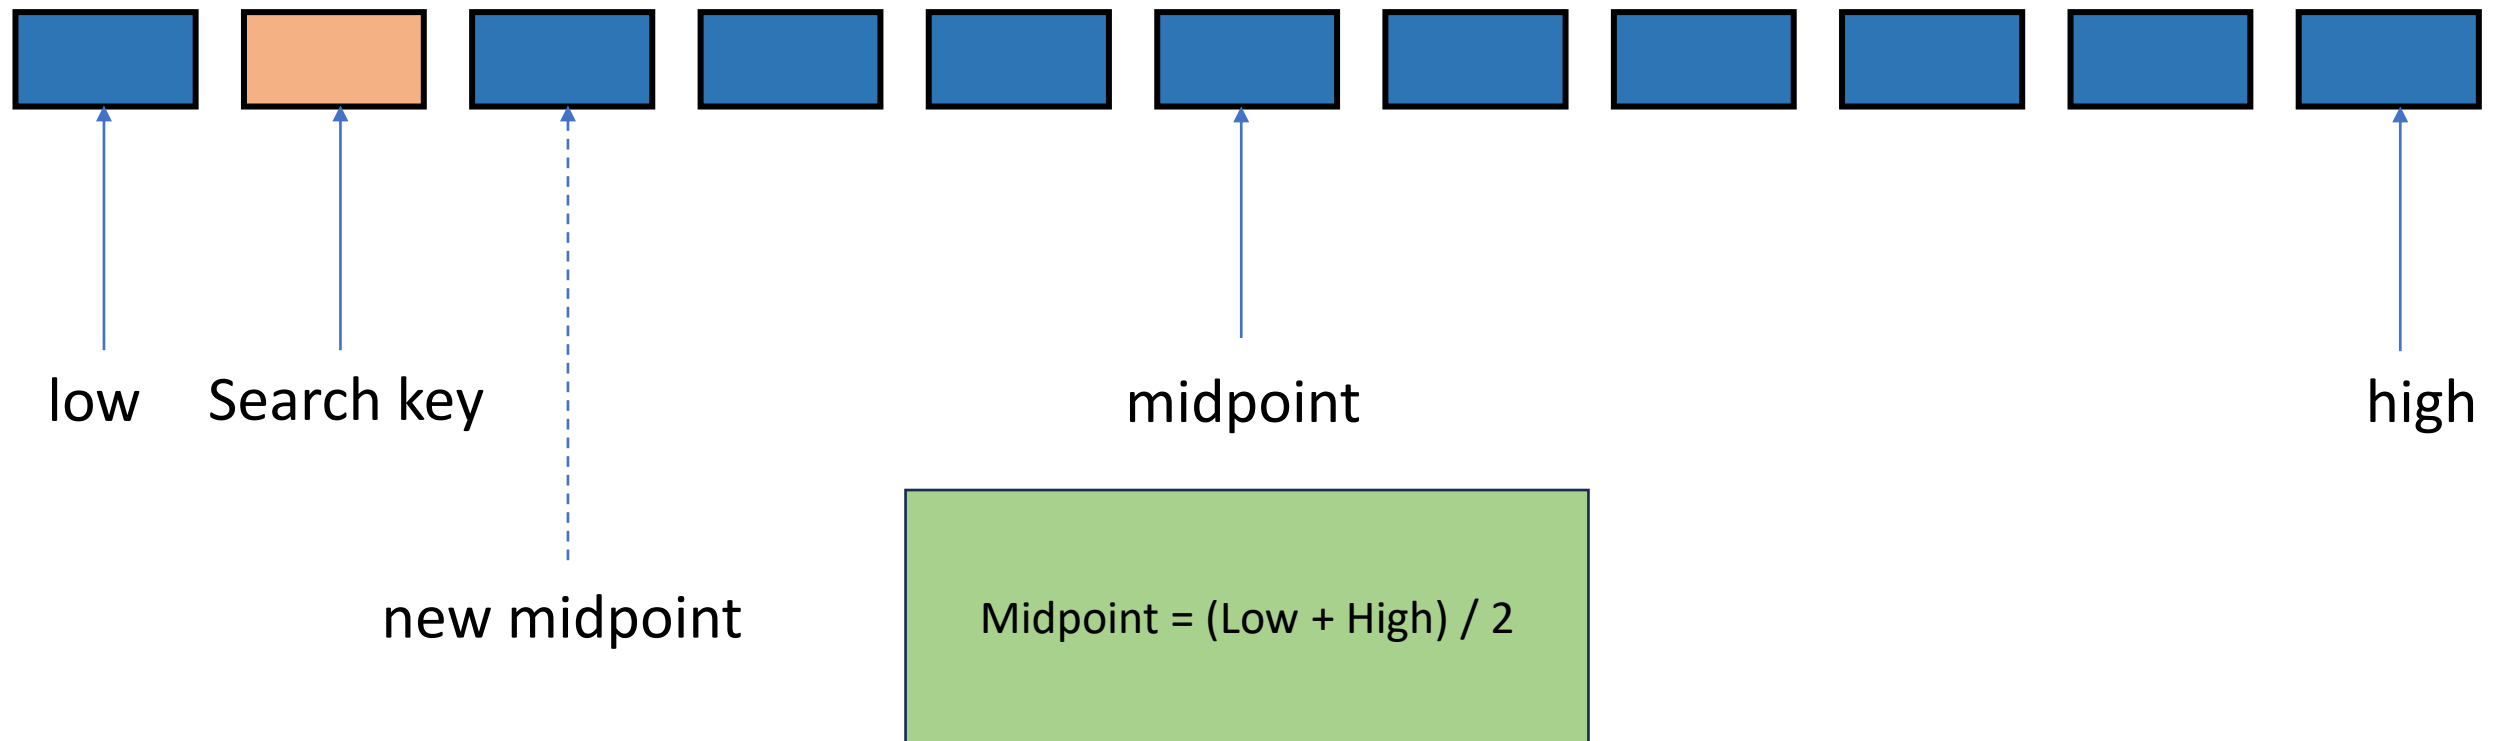 low
Search key
midpoint
high
new midpoint
Midpoint = (Low + High) / 2